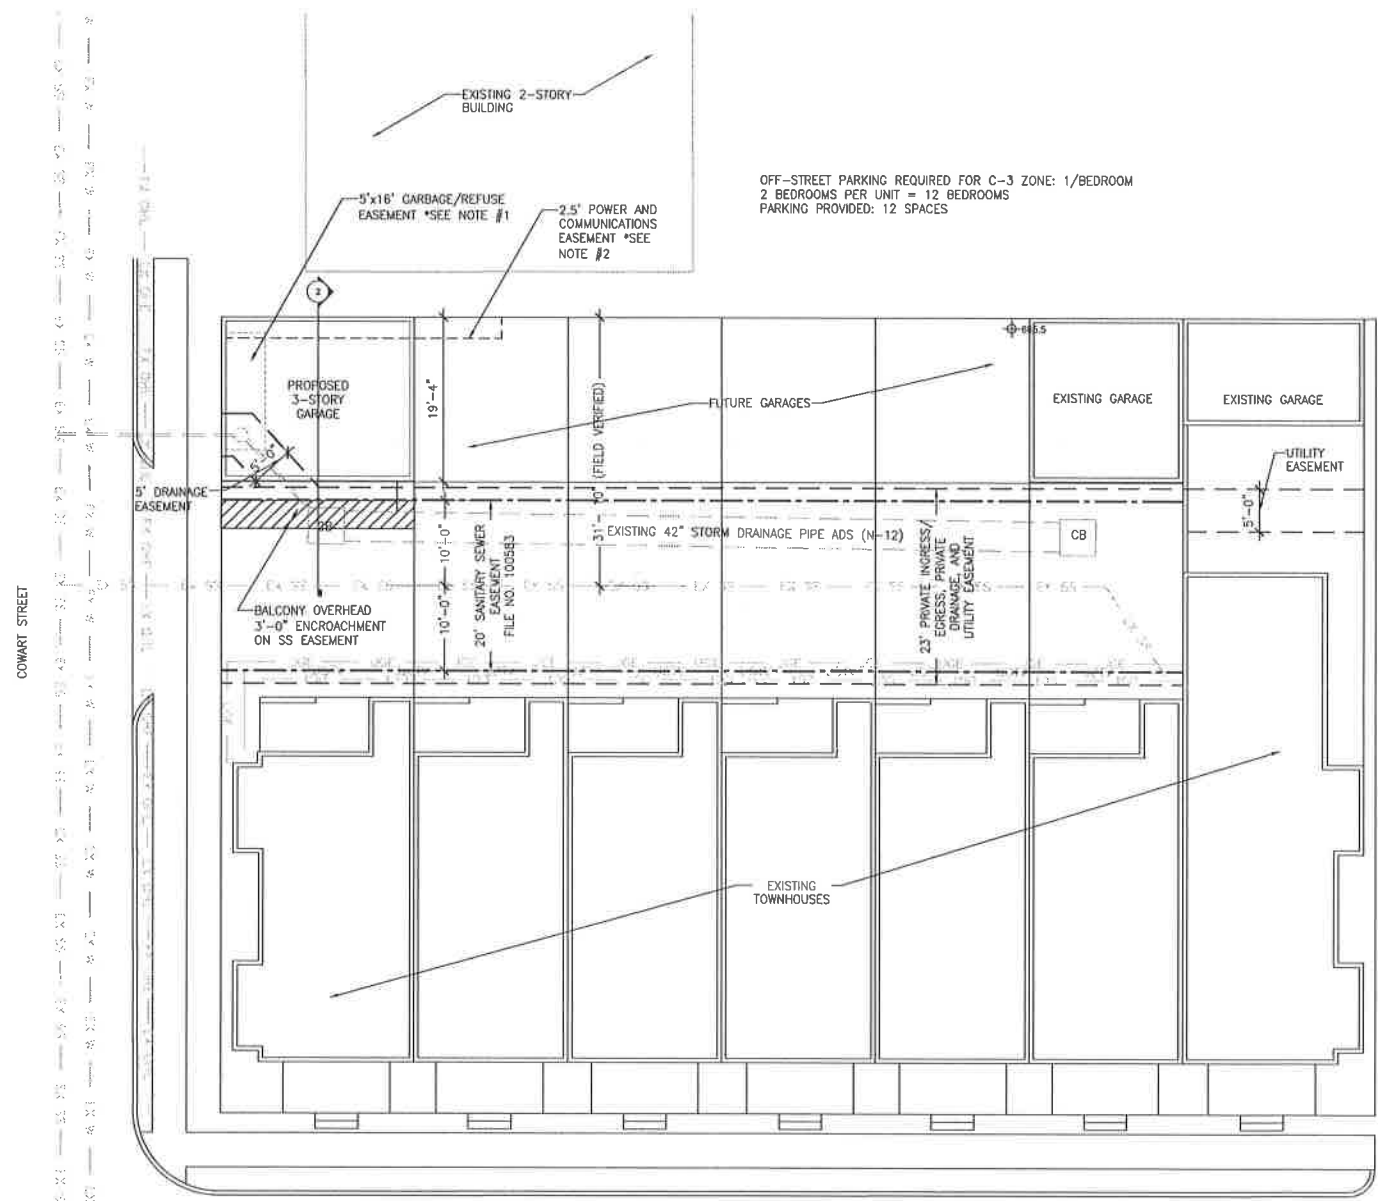 EXISTING 2-STORY
BUILDING
OFF-STREET PARKING REQUIRED FOR C-3 ZONE: 1/BEDROOM
2 BEDROOMS PER UNIT = 12 BEDROOMS
PARKING PROVIDED: 12 SPACES
5'x16' GARBAGE/REFUSE
EASEMENT *SEE NOTE #1
2.5' POWER AND
COMMUNICATIONS
EASEMENT *SEE
NOTE #2
2
PROPOSED
3-STORY
GARAGE
19'-4"
31'- 0" (FIELD VERIFIED)
FUTURE GARAGES
EXISTING GARAGE
EXISTING GARAGE
UTILITY
EASEMENT
5'-0"
5'-0"
5' DRAINAGE
EASEMENT
10'-0"
10'-0"
20' SANITARY SEWER
EASEMENT
FILE NO. 100583
EXISTING 42" STORM DRAINAGE PIPE ADS (N-12)
CB
23' PRIVATE INGRESS/
EGRESS, PRIVATE
DRAINAGE, AND
UTILITY EASEMENT
BALCONY OVERHEAD
3'-0" ENCROACHMENT
ON SS EASEMENT
COWART STREET
EXISTING
TOWNHOUSES